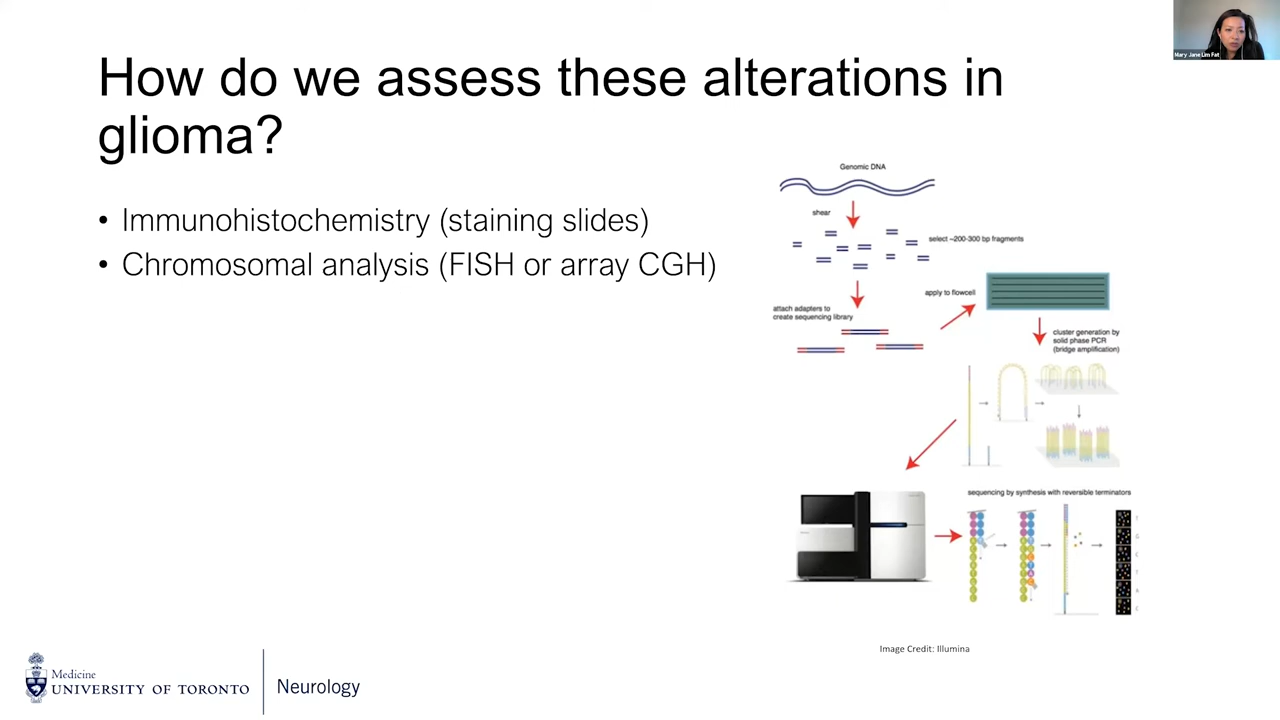 Mary Jane Lim Fat
How do we assess these alterations in
glioma?
• Immunohistochemistry (staining slides)
• Chromosomal analysis (FISH or array CGH)
Genomic DNA
shear
select ~200-300 bp fragments
attach adapters to
create sequencing library
apply to flowcell
cluster generation by
solid phase PCR
(bridge amplification)
sequencing by synthesis with reversible terminators
T
G
C
T
Image Credit: Illumina
Medicine
UNIVERSITY OF TORONTO
Neurology